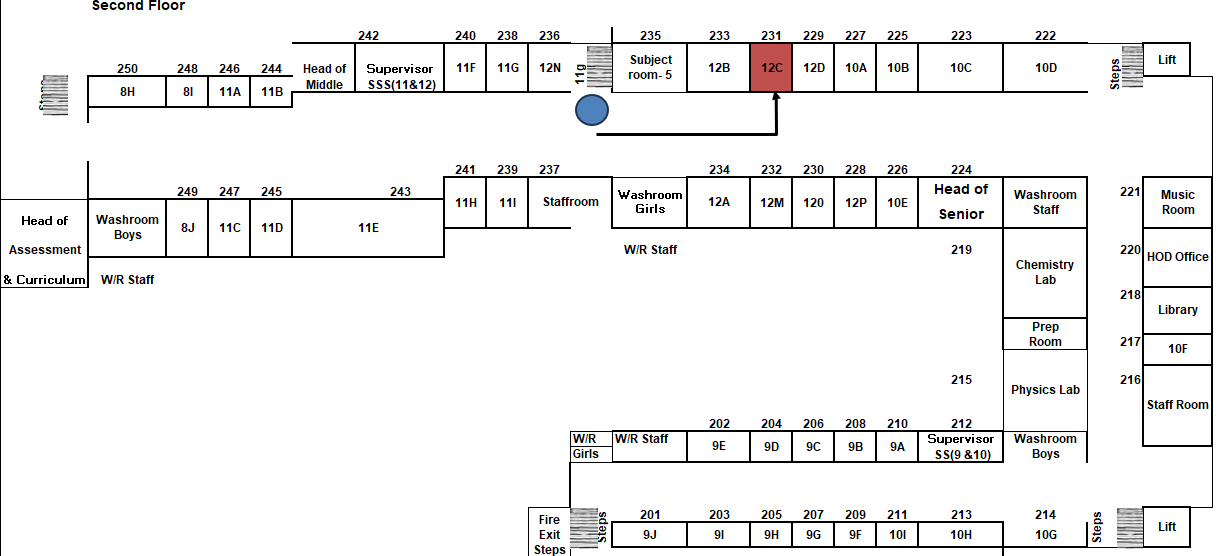 Second Floor
242 240 238 236 235 233 231 229 227 225 223 222
250 248 246 244
Head of
Middle
Supervisor
SSS(11&12)
11F 11G 12N
11g
Subject
room- 5
12B 12C 12D 10A 10B 10C 10D
Steps
Lift
8H 8I 11A 11B
241 239 237 234 232 230 228 226 224
249 247 245 243
221
11H 11I Staffroom
Washroom
Girls
12A 12M 120 12P 10E
Head of
Senior
Washroom
Staff
Music
Room
Head of
Assessment
& Curriculum
Washroom
Boys
8J 11C 11D 11E
W/R Staff
W/R Staff
219
Chemistry
Lab
220
HOD Office
218
Library
Prep
Room
217
10F
215
Physics Lab
216
Staff Room
202 204 206 208 210 212
W/R
Girls
W/R Staff
9E 9D 9C 9B 9A
Supervisor
SS(9 &10)
Washroom
Boys
201 203 205 207 209 211 213 214
Fire
Exit
Steps
Steps
9J 9I 9H 9G 9F 10I 10H 10G
Steps
Lift